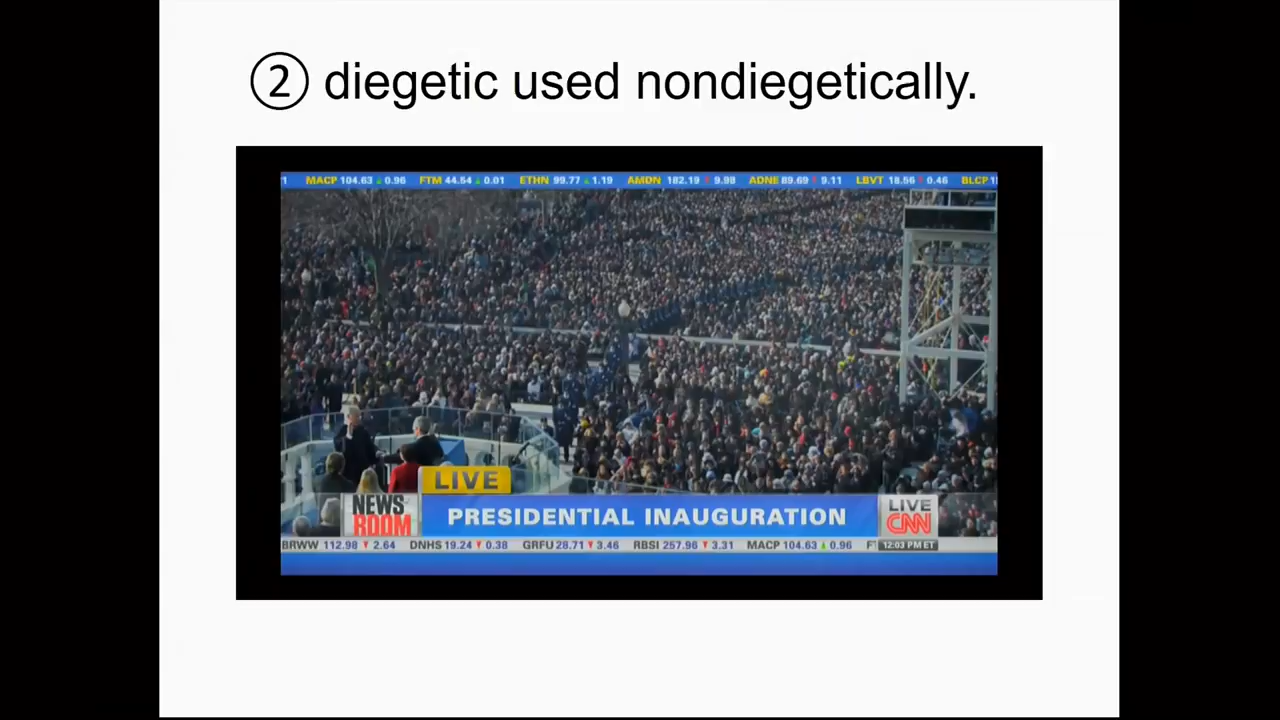 ② diegetic used nondiegetically.
MACP 104.63 ▲ 0.96 FTM 44.54 ▲ 0.01 ETHN 99.77 ▲ 1.19 AMDN 182.19 ▼ 9.98 ADNE 89.69 ▼ 9.11 LBVT 18.56 ▼ 0.46 BLCP
LIVE
NEWS ROOM
PRESIDENTIAL INAUGURATION
LIVE CNN
BRWW 112.98 ▼ 2.64 DNHS 19.24 ▼ 0.38 GRFU 28.71 ▼ 3.46 RBSI 257.96 ▼ 3.31 MACP 104.63 ▲ 0.96 12:03 PM ET